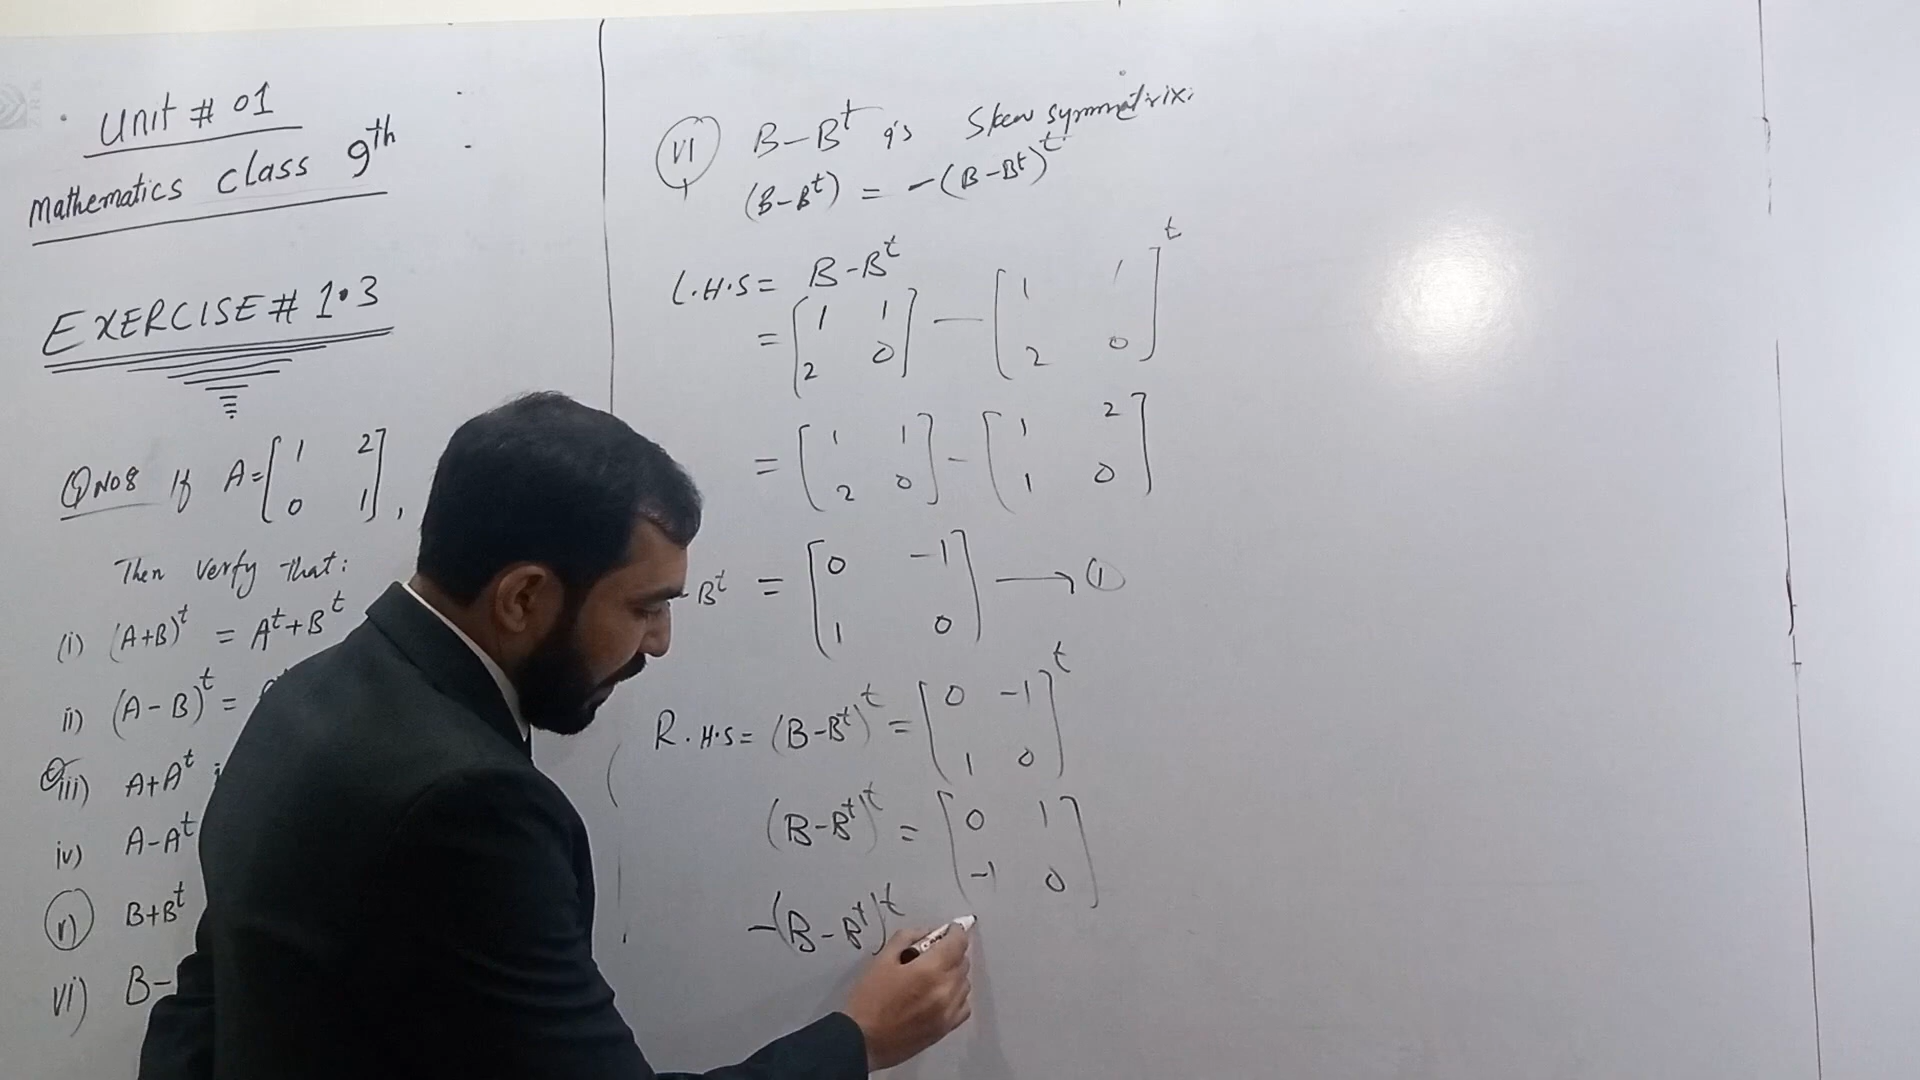 Unit # 01
Mathematics class 9th
EXERCISE # 1.3
Q No 8 If A = [1 2
0 1],
Then verfy that:
(i) (A+B)^t = A^t + B^t
ii) (A - B)^t =
iii) A+A^t
iv) A-A^t
v) B+B^t
vi) B-
VI B-B^t is Skew symmatrix.
(B-B^t) = -(B-B^t)^t
L.H.S = B-B^t
= [1 1
2 0] - [1 1
2 0]^t
= [1 1
2 0] - [1 2
1 0]
- B^t = [0 -1
1 0] → 1
R.H.S = (B-B^t)^t = [0 -1
1 0]^t
(B-B^t)^t = [0 1
-1 0]
-(B-B^t)^t